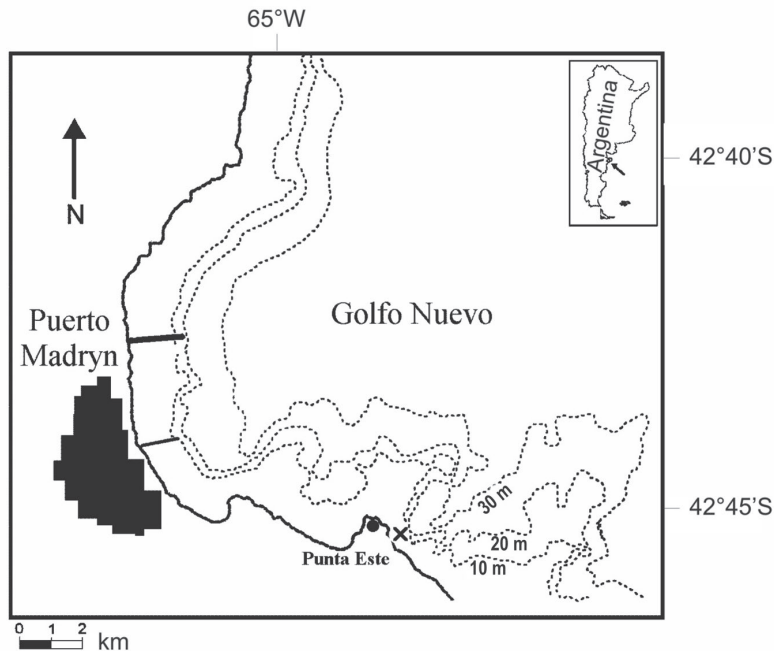 65°W
Argentina
42°40'S
N
Puerto
Madryn
Golfo Nuevo
30 m
20 m
10 m
42°45'S
Punta Este
0 1 2
km